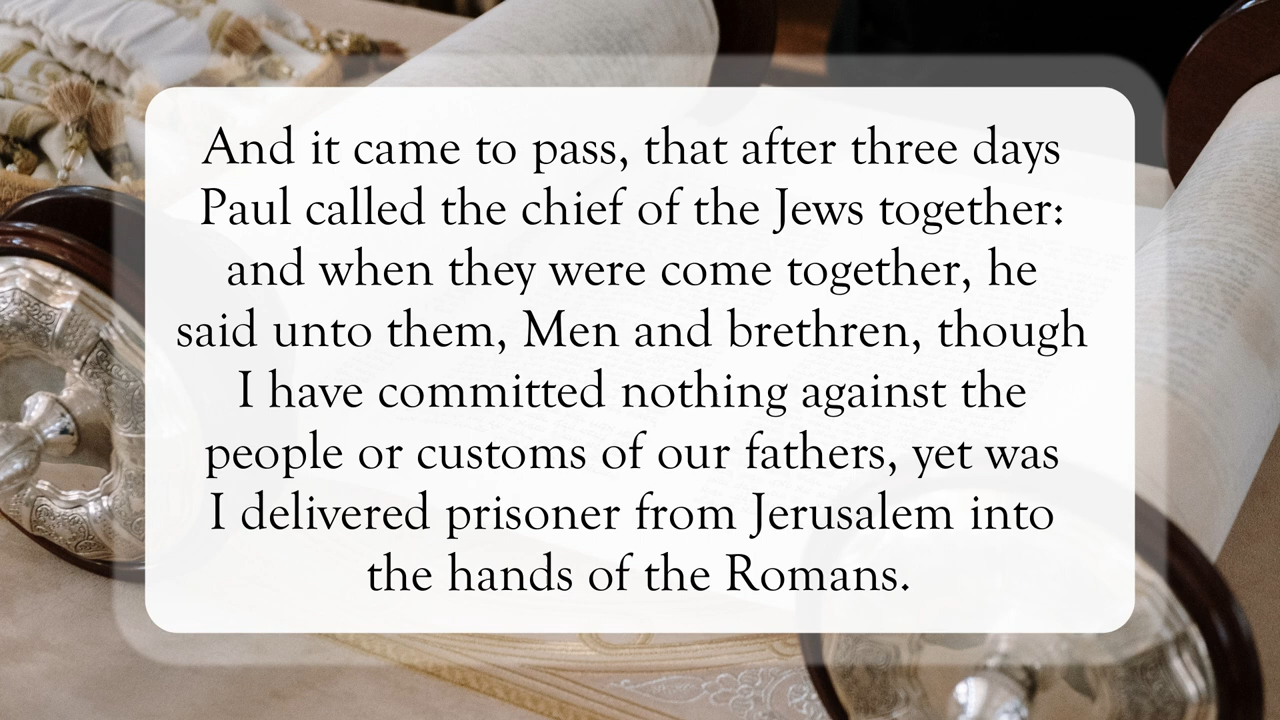 And it came to pass, that after three days
Paul called the chief of the Jews together:
and when they were come together, he
said unto them, Men and brethren, though
I have committed nothing against the
people or customs of our fathers, yet was
I delivered prisoner from Jerusalem into
the hands of the Romans.